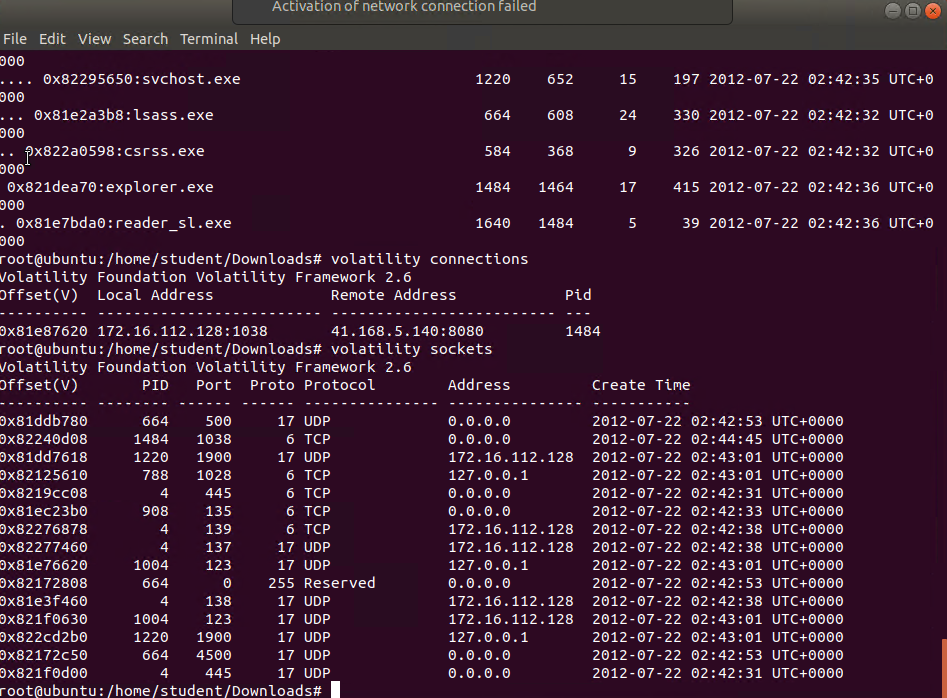 Activation of network connection failed
File Edit View Search Terminal Help
000
.... 0x82295650:svchost.exe 1220 652 15 197 2012-07-22 02:42:35 UTC+0
000
... 0x81e2a3b8:lsass.exe 664 608 24 330 2012-07-22 02:42:32 UTC+0
000
.. 0x822a0598:csrss.exe 584 368 9 326 2012-07-22 02:42:32 UTC+0
000
0x821dea70:explorer.exe 1484 1464 17 415 2012-07-22 02:42:36 UTC+0
000
. 0x81e7bda0:reader_sl.exe 1640 1484 5 39 2012-07-22 02:42:36 UTC+0
000
root@ubuntu:/home/student/Downloads# volatility connections
Volatility Foundation Volatility Framework 2.6
Offset(V) Local Address Remote Address Pid
---------- ------------------------- ------------------------- ---
0x81e87620 172.16.112.128:1038 41.168.5.140:8080 1484
root@ubuntu:/home/student/Downloads# volatility sockets
Volatility Foundation Volatility Framework 2.6
Offset(V) PID Port Proto Protocol Address Create Time
---------- -------- ------ ------ --------------- --------------- -----------
0x81ddb780 664 500 17 UDP 0.0.0.0 2012-07-22 02:42:53 UTC+0000
0x82240d08 1484 1038 6 TCP 0.0.0.0 2012-07-22 02:44:45 UTC+0000
0x81dd7618 1220 1900 17 UDP 172.16.112.128 2012-07-22 02:43:01 UTC+0000
0x82125610 788 1028 6 TCP 127.0.0.1 2012-07-22 02:43:01 UTC+0000
0x8219cc08 4 445 6 TCP 0.0.0.0 2012-07-22 02:42:31 UTC+0000
0x81ec23b0 908 135 6 TCP 0.0.0.0 2012-07-22 02:42:33 UTC+0000
0x82276878 4 139 6 TCP 172.16.112.128 2012-07-22 02:42:38 UTC+0000
0x82277460 4 137 17 UDP 172.16.112.128 2012-07-22 02:42:38 UTC+0000
0x81e76620 1004 123 17 UDP 127.0.0.1 2012-07-22 02:43:01 UTC+0000
0x82172808 664 0 255 Reserved 0.0.0.0 2012-07-22 02:42:53 UTC+0000
0x81e3f460 4 138 17 UDP 172.16.112.128 2012-07-22 02:42:38 UTC+0000
0x821f0630 1004 123 17 UDP 172.16.112.128 2012-07-22 02:43:01 UTC+0000
0x822cd2b0 1220 1900 17 UDP 127.0.0.1 2012-07-22 02:43:01 UTC+0000
0x82172c50 664 4500 17 UDP 0.0.0.0 2012-07-22 02:42:53 UTC+0000
0x821f0d00 4 445 17 UDP 0.0.0.0 2012-07-22 02:42:31 UTC+0000
root@ubuntu:/home/student/Downloads#